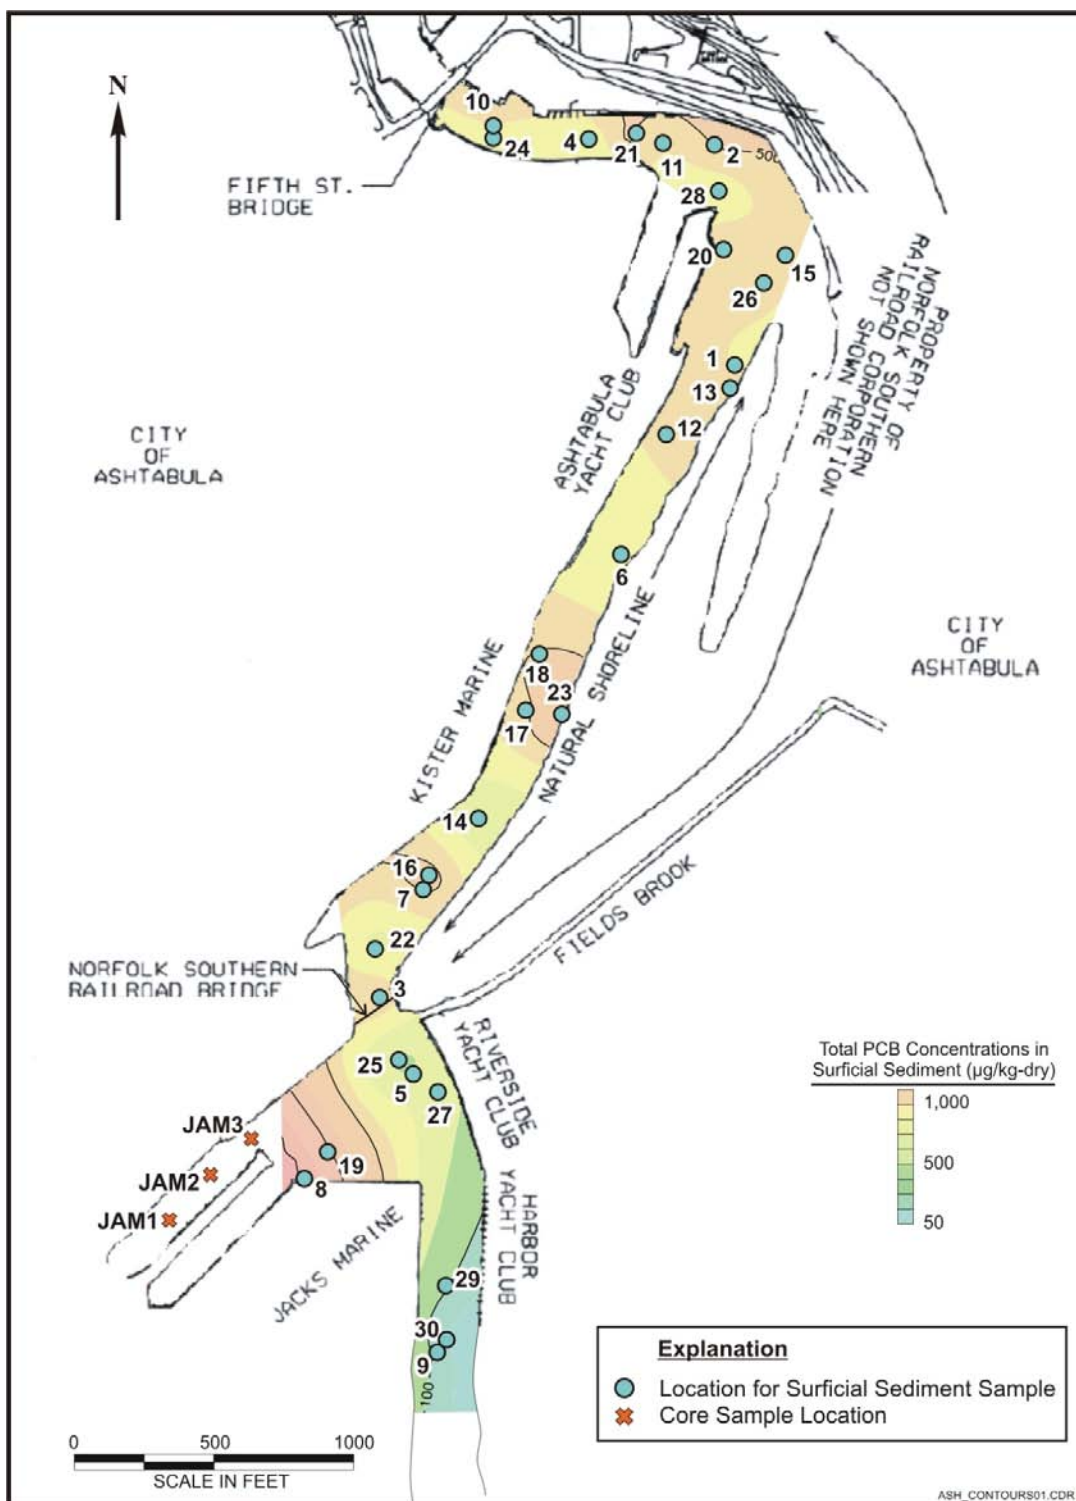 N
10
24
4
21
11
2
500
FIFTH ST.
BRIDGE
28
20
15
26
PROPERTY OF
NORFOLK SOUTHERN
RAILROAD CORPORATION
NOT SHOWN HERE
1
13
12
ASHTABULA
YACHT CLUB
CITY
OF
ASHTABULA
6
CITY
OF
ASHTABULA
NATURAL SHORELINE
18
23
17
KISTER MARINE
14
16
7
FIELDS BROOK
22
NORFOLK SOUTHERN
RAILROAD BRIDGE
3
RIVERSIDE
YACHT CLUB
25
5
27
Total PCB Concentrations in
Surficial Sediment (µg/kg-dry)
1,000
500
50
JAM3
JAM2
JAM1
19
8
JACKS MARINE
HARBOR
YACHT CLUB
29
30
9
100
Explanation
Location for Surficial Sediment Sample
Core Sample Location
0 500 1000
SCALE IN FEET
ASH_CONTOURS01.CDR